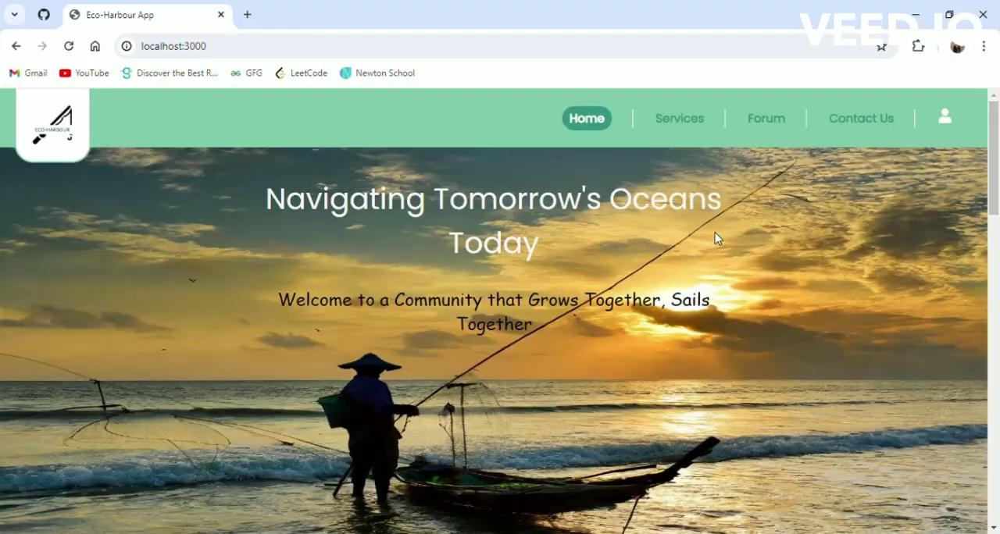 Eco-Harbour App
VEED.IO
localhost:3000
Gmail
YouTube
Discover the Best R...
GFG
LeetCode
Newton School
ECO-HARBOUR
Home
Services
Forum
Contact Us
Navigating Tomorrow's Oceans
Today
Welcome to a Community that Grows Together, Sails
Together